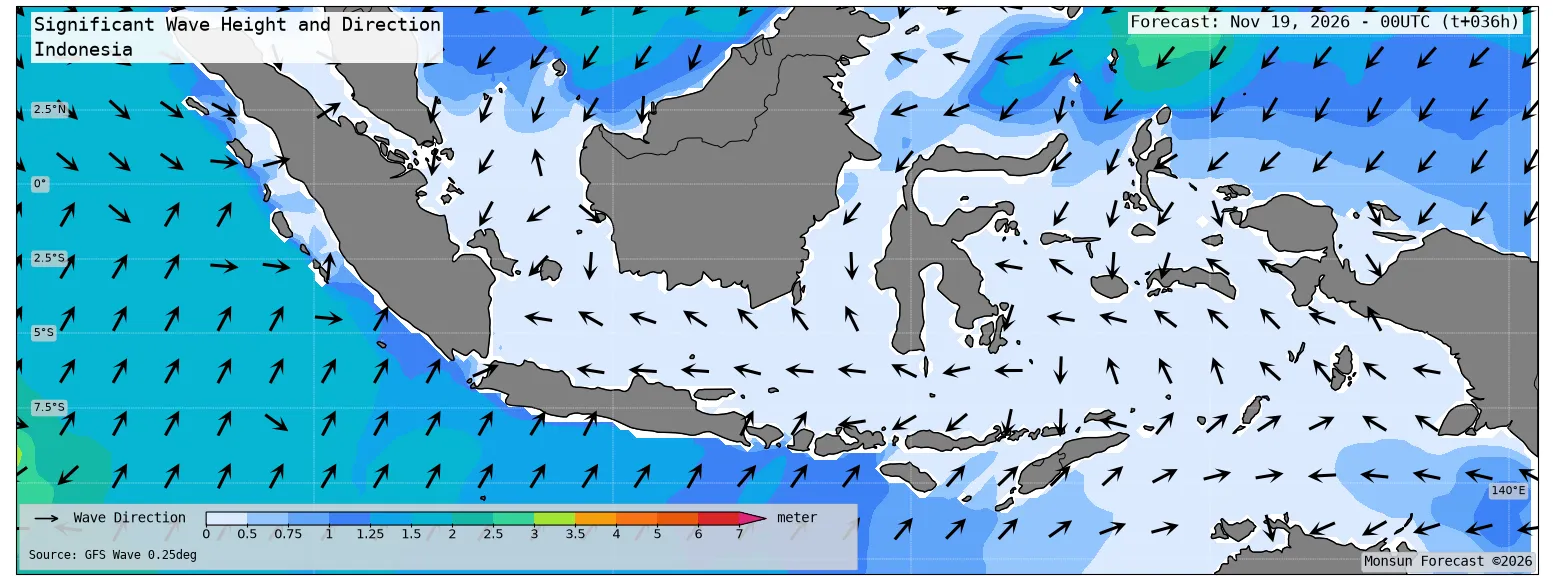 Significant Wave Height and Direction
Indonesia
Forecast: Nov 19, 2026 - 00UTC (t+036h)
2.5°N
0°
2.5°S
5°S
7.5°S
140°E
Wave Direction
0 0.5 0.75 1 1.25 1.5 2 2.5 3 3.5 4 5 6 7
meter
Source: GFS Wave 0.25deg
Monsun Forecast ©2026